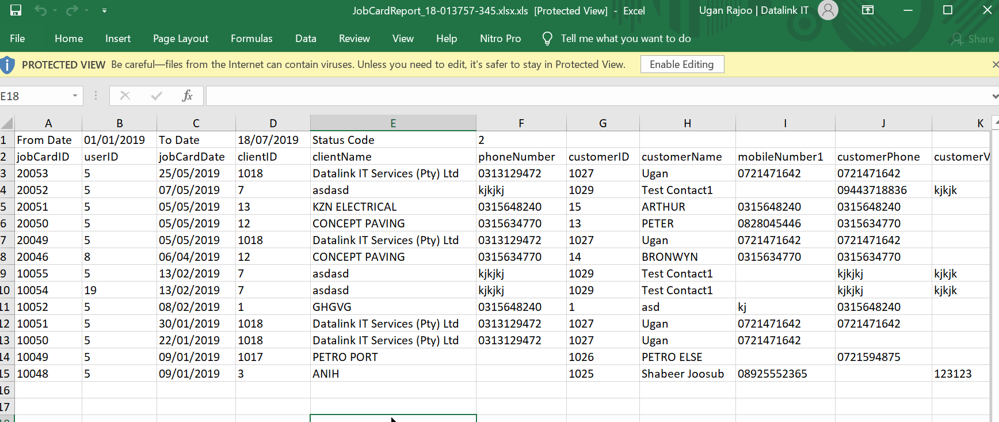 JobCardReport_18-013757-345.xlsx.xls [Protected View] - Excel Ugan Rajoo | Datalink IT
File Home Insert Page Layout Formulas Data Review View Help Nitro Pro Tell me what you want to do Share
PROTECTED VIEW Be careful—files from the Internet can contain viruses. Unless you need to edit, it's safer to stay in Protected View. Enable Editing
E18 fx
A B C D E F G H I J K
1 From Date 01/01/2019 To Date 18/07/2019 Status Code 2
2 jobCardID userID jobCardDate clientID clientName phoneNumber customerID customerName mobileNumber1 customerPhone customerV
3 20053 5 25/05/2019 1018 Datalink IT Services (Pty) Ltd 0313129472 1027 Ugan 0721471642 0721471642
4 20052 5 07/05/2019 7 asdasd kjkjkj 1029 Test Contact1 09443718836 kjkjk
5 20051 5 05/05/2019 13 KZN ELECTRICAL 0315648240 15 ARTHUR 0315648240 0315648240
6 20050 5 05/05/2019 12 CONCEPT PAVING 0315634770 13 PETER 0828045446 0315634770
7 20049 5 05/05/2019 1018 Datalink IT Services (Pty) Ltd 0313129472 1027 Ugan 0721471642 0721471642
8 20046 8 06/04/2019 12 CONCEPT PAVING 0315634770 14 BRONWYN 0315634770 0315634770
9 10055 5 13/02/2019 7 asdasd kjkjkj 1029 Test Contact1 kjkjkj kjkjk
10 10054 19 13/02/2019 7 asdasd kjkjkj 1029 Test Contact1 kjkjkj kjkjk
11 10052 5 08/02/2019 1 GHGVG 0315648240 1 asd kj 0315648240
12 10051 5 30/01/2019 1018 Datalink IT Services (Pty) Ltd 0313129472 1027 Ugan 0721471642 0721471642
13 10050 5 22/01/2019 1018 Datalink IT Services (Pty) Ltd 0313129472 1027 Ugan 0721471642
14 10049 5 09/01/2019 1017 PETRO PORT 1026 PETRO ELSE 0721594875
15 10048 5 09/01/2019 3 ANIH 1025 Shabeer Joosub 08925552365 123123
16
17